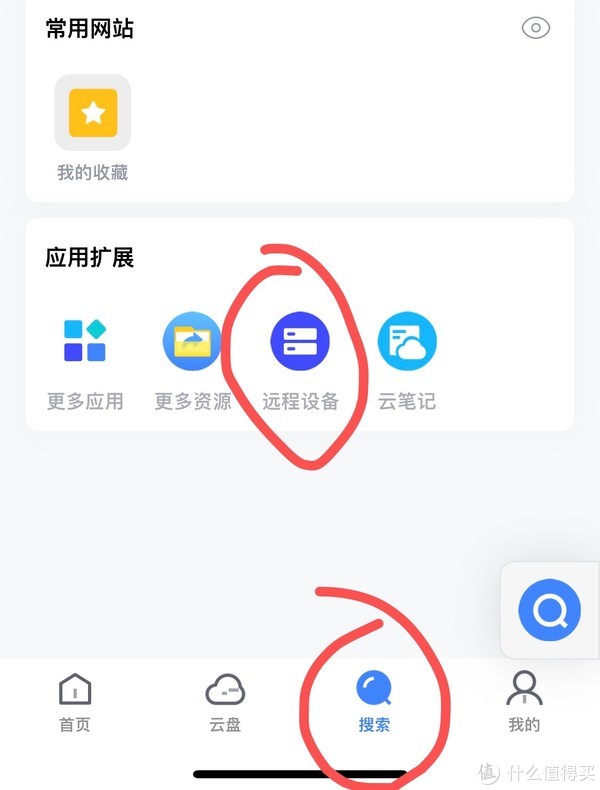 常用网站
我的收藏
应用扩展
更多应用 更多资源 远程设备 云笔记
首页 云盘 搜索 我的
值 什么值得买